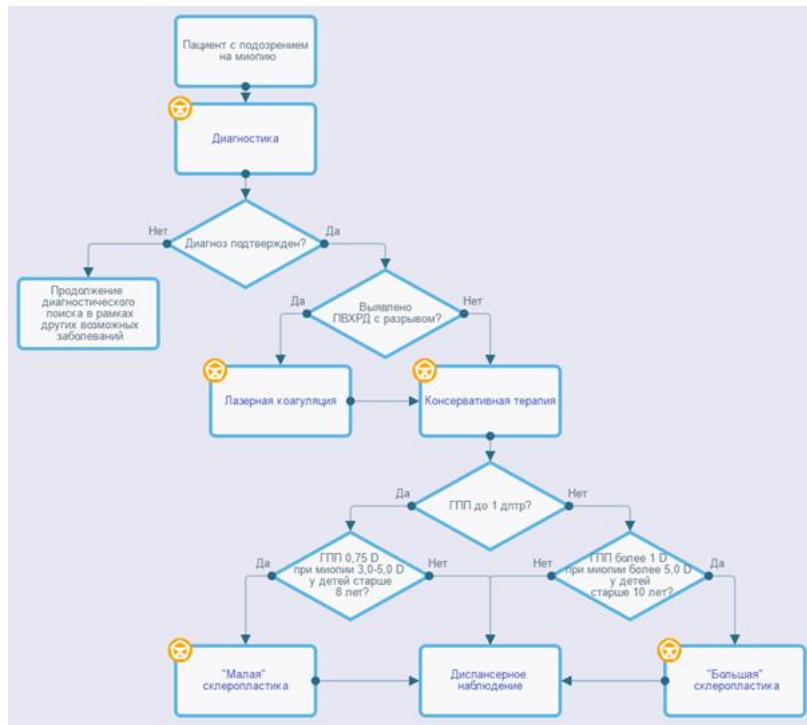 Пациент с подозрением
на миопию
Диагностика
Нет
Да
Диагноз подтвержден?
Продолжение
диагностического
поиска в рамках
других возможных
заболеваний
Да
Нет
Выявлено
ПВХРД с разрывом?
Лазерная коагуляция
Консервативная терапия
Да
Нет
ГПП до 1 дптр?
Да
ГПП 0,75 D
при миопии 3,0-5,0 D
у детей старше
8 лет?
Нет
Нет
ГПП более 1 D
при миопии более 5,0 D
у детей
старше 10 лет?
Да
"Малая"
склеропластика
Диспансерное
наблюдение
"Большая"
склеропластика